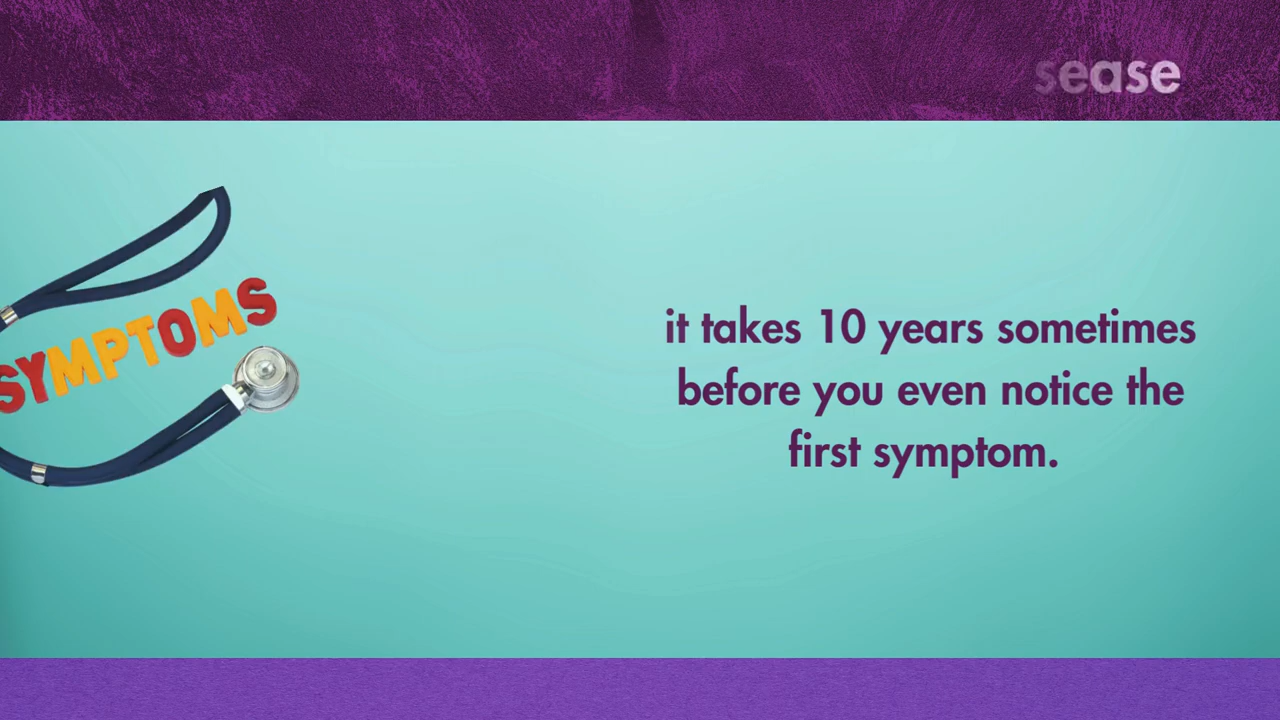 sease
SYMPTOMS
it takes 10 years sometimes
before you even notice the
first symptom.